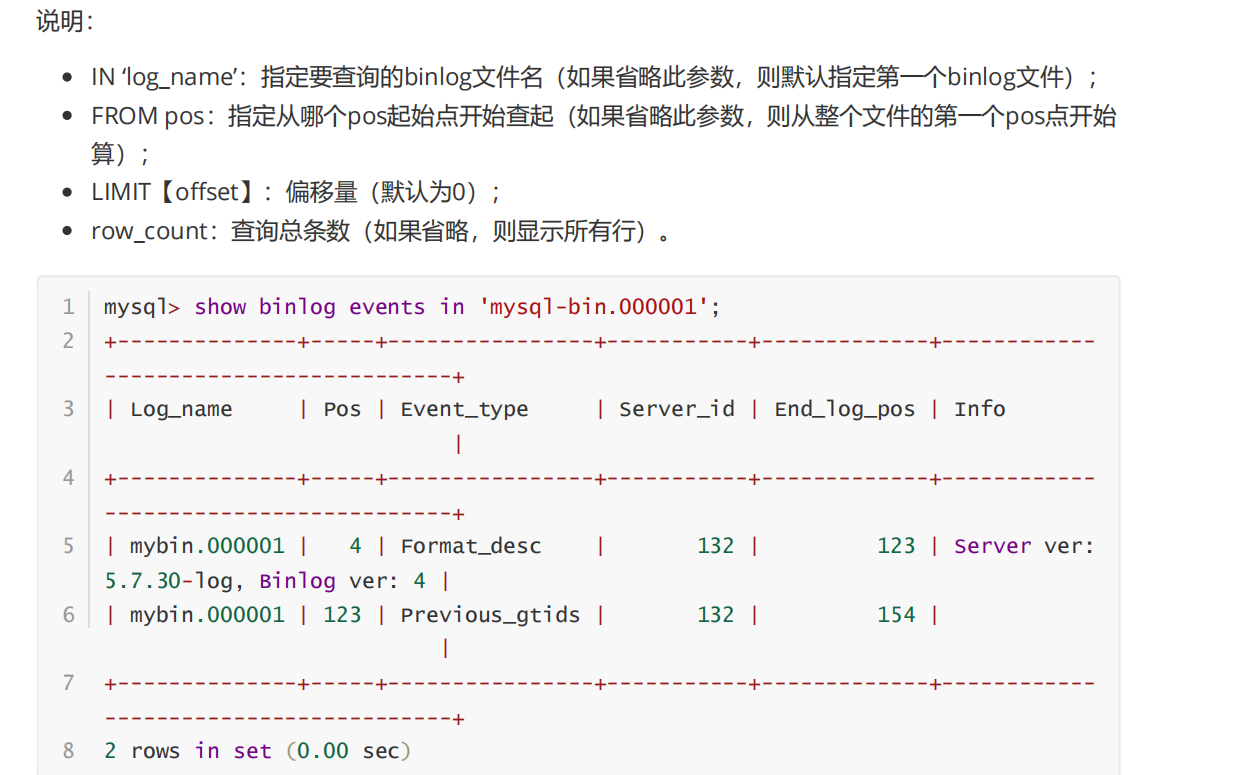 说明：
• IN ‘log_name’：指定要查询的binlog文件名（如果省略此参数，则默认指定第一个binlog文件）；
• FROM pos：指定从哪个pos起始点开始查起（如果省略此参数，则从整个文件的第一个pos点开始
算）；
• LIMIT【offset】：偏移量（默认为0）；
• row_count：查询总条数（如果省略，则显示所有行）。
1 mysql> show binlog events in 'mysql-bin.000001';
2 +--------------+-----+----------------+-----------+-------------+------------
---------------------------+
3 | Log_name     | Pos | Event_type     | Server_id | End_log_pos | Info
                           |
4 +--------------+-----+----------------+-----------+-------------+------------
---------------------------+
5 | mybin.000001 |   4 | Format_desc    |       132 |         123 | Server ver:
5.7.30-log, Binlog ver: 4 |
6 | mybin.000001 | 123 | Previous_gtids |       132 |         154 |
                          |
7 +--------------+-----+----------------+-----------+-------------+------------
---------------------------+
8 2 rows in set (0.00 sec)